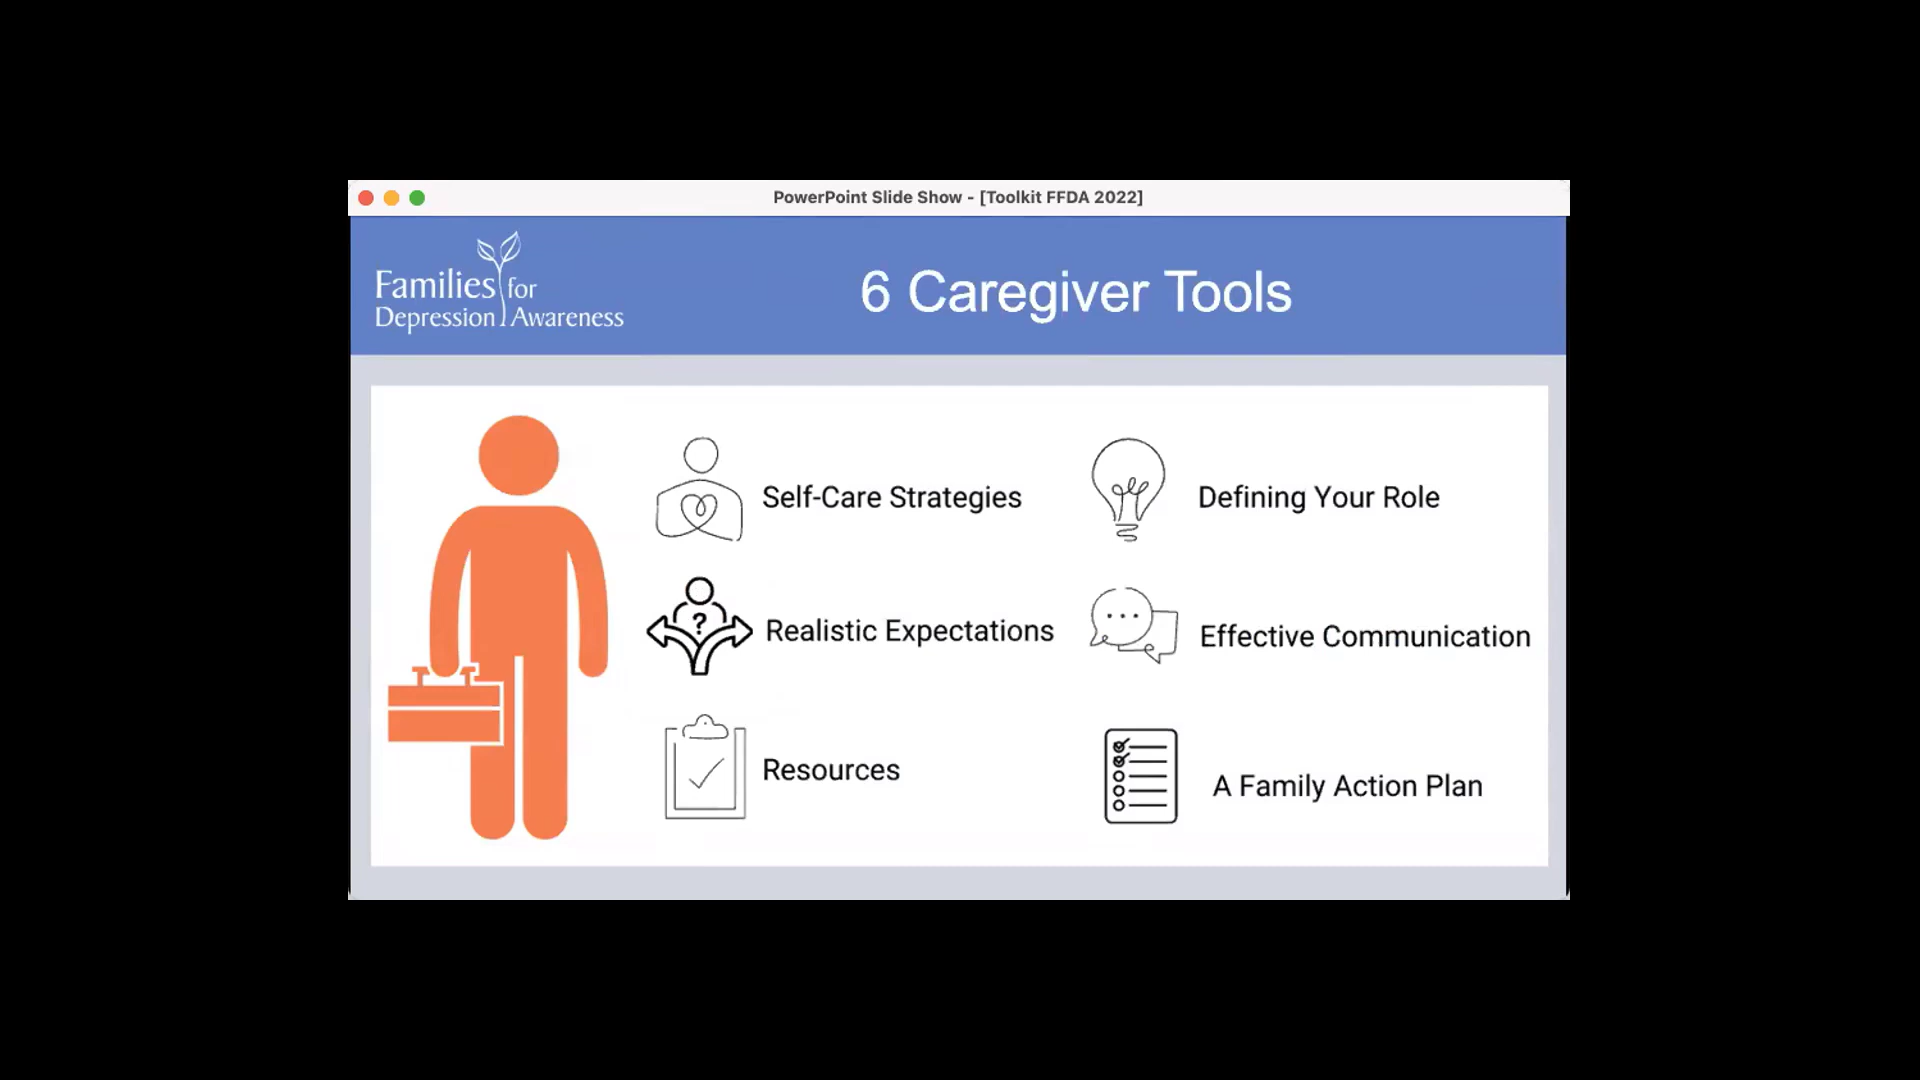 PowerPoint Slide Show - [Toolkit FFDA 2022]
Families for
Depression Awareness
6 Caregiver Tools
Self-Care Strategies
Defining Your Role
?
Realistic Expectations
Effective Communication
Resources
A Family Action Plan